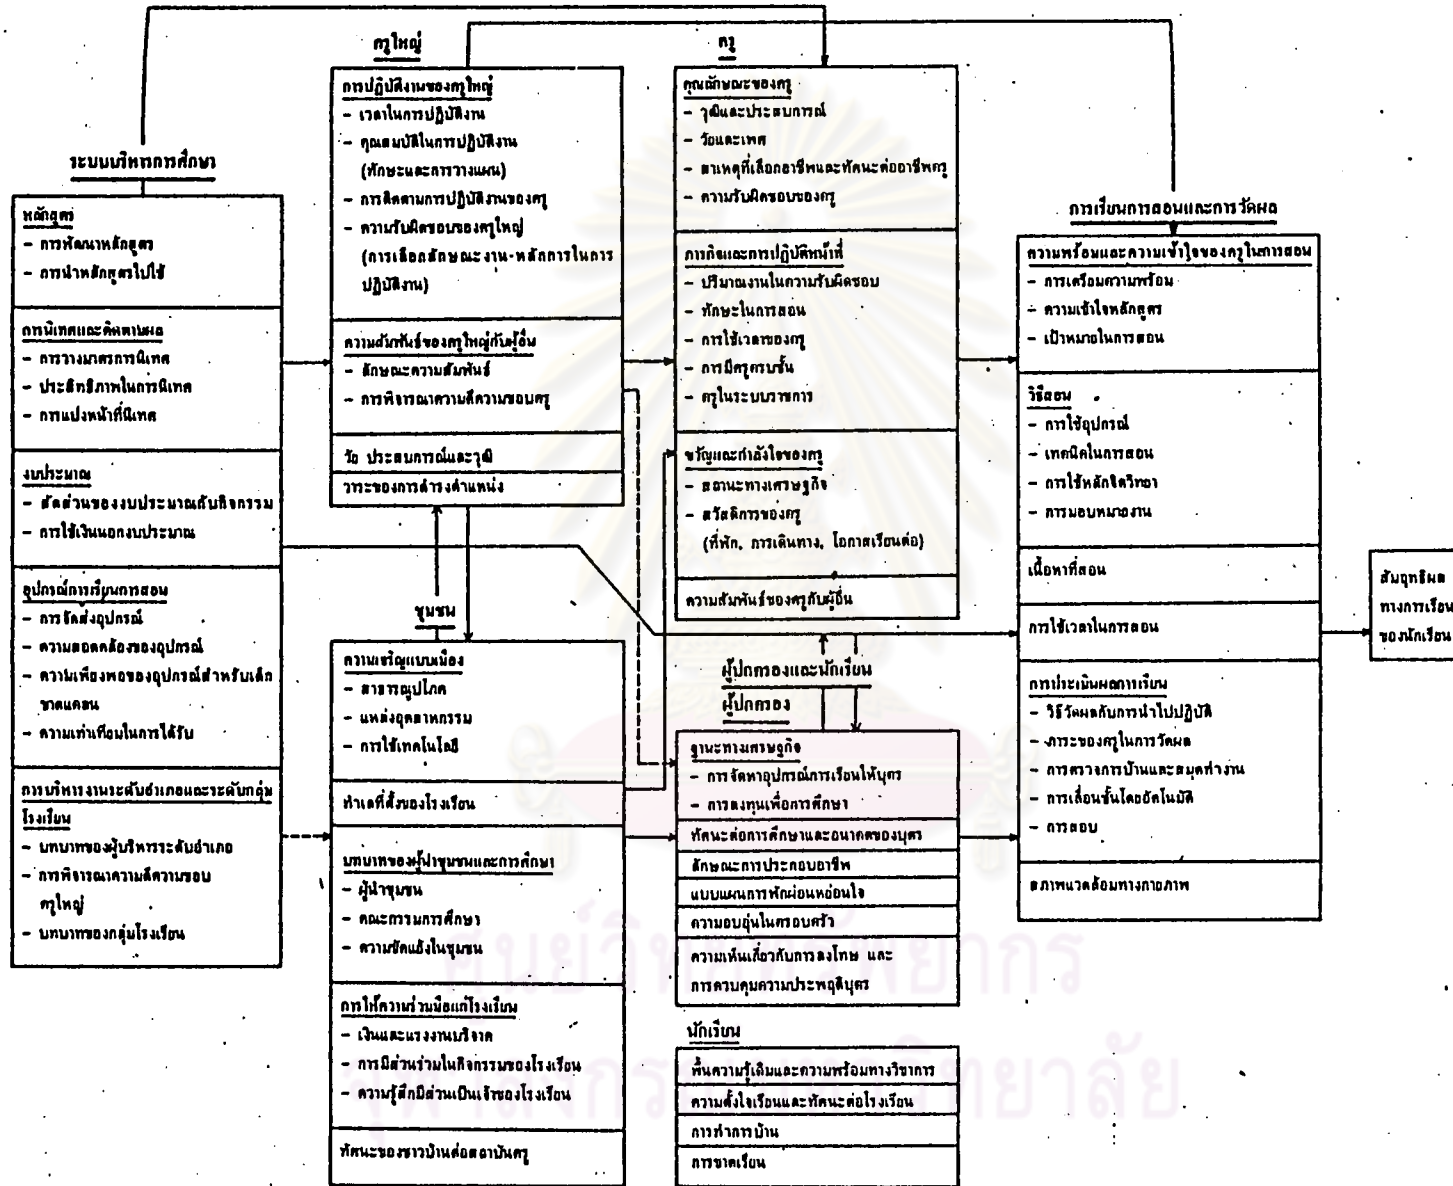 ระบบบริหารการศึกษา
หลักสูตร
- การพัฒนาหลักสูตร
- การนำหลักสูตรไปใช้
การนิเทศและติดตามผล
- การวางมาตรการนิเทศ
- ประสิทธิภาพในการนิเทศ
- การแบ่งหน้าที่นิเทศ
งบประมาณ
- สัดส่วนของงบประมาณกับกิจกรรม
- การใช้เงินนอกงบประมาณ
อุปกรณ์การเรียนการสอน
- การจัดส่งอุปกรณ์
- ความสอดคล้องของอุปกรณ์
- ความเพียงพอของอุปกรณ์สำหรับเด็ก
ขาดแคลน
- ความเท่าเทียมในการได้รับ
การบริหารงานระดับอำเภอและระดับกลุ่ม
โรงเรียน
- บทบาทของผู้บริหารระดับอำเภอ
- การพิจารณาความดีความชอบ
ครูใหญ่
- บทบาทของกลุ่มโรงเรียน
ครูใหญ่
การปฏิบัติงานของครูใหญ่
- เวลาในการปฏิบัติงาน
- คุณสมบัติในการปฏิบัติงาน
(ทักษะและการวางแผน)
- การติดตามการปฏิบัติงานของครู
- ความรับผิดชอบของครูใหญ่
(การเลือกลักษณะงาน-หลักการในการ
ปฏิบัติงาน)
ความสัมพันธ์ของครูใหญ่กับผู้อื่น
- ลักษณะความสัมพันธ์
- การพิจารณาความดีความชอบครู
วัย ประสบการณ์และวุฒิ
วาระของการดำรงตำแหน่ง
ชุมชน
ความเจริญแบบเมือง
- สาธารณูปโภค
- แหล่งอุตสาหกรรม
- การใช้เทคโนโลยี
ทำเลที่ตั้งของโรงเรียน
บทบาทของผู้นำชุมชนและการศึกษา
- ผู้นำชุมชน
- คณะกรรมการศึกษา
- ความขัดแย้งในชุมชน
การให้ความร่วมมือแก่โรงเรียน
- เงินและแรงงานบริจาค
- การมีส่วนร่วมในกิจกรรมของโรงเรียน
- ความรู้สึกมีส่วนเป็นเจ้าของโรงเรียน
ทัศนะของชาวบ้านต่อสถาบันครู
ครู
คุณลักษณะของครู
- วุฒิและประสบการณ์
- วัยและเพศ
- สาเหตุที่เลือกอาชีพและทัศนะต่ออาชีพครู
- ความรับผิดชอบของครู
ภารกิจและการปฏิบัติหน้าที่
- ปริมาณงานในความรับผิดชอบ
- ทักษะในการสอน
- การใช้เวลาของครู
- การมีครูครบชั้น
- ครูในระบบราชการ
ขวัญและกำลังใจของครู
- สถานะทางเศรษฐกิจ
- สวัสดิการของครู
(ที่พัก, การเดินทาง, โอกาสเรียนต่อ)
ความสัมพันธ์ของครูกับผู้อื่น
ผู้ปกครองและนักเรียน
ผู้ปกครอง
ฐานะทางเศรษฐกิจ
- การจัดหาอุปกรณ์การเรียนให้บุตร
- การลงทุนเพื่อการศึกษา
ทัศนะต่อการศึกษาและอนาคตของบุตร
ลักษณะการประกอบอาชีพ
แบบแผนการพักผ่อนหย่อนใจ
ความอบอุ่นในครอบครัว
ความเห็นเกี่ยวกับการลงโทษ และ
การควบคุมความประพฤติบุตร
นักเรียน
พื้นความรู้เดิมและความพร้อมทางวิชาการ
ความตั้งใจเรียนและทัศนะต่อโรงเรียน
การทำการบ้าน
การขาดเรียน
การเรียนการสอนและการวัดผล
ความพร้อมและความเข้าใจของครูในการสอน
- การเตรียมความพร้อม
- ความเข้าใจหลักสูตร
- เป้าหมายในการสอน
วิธีสอน
- การใช้อุปกรณ์
- เทคนิคในการสอน
- การใช้หลักจิตวิทยา
- การมอบหมายงาน
เนื้อหาที่สอน
การใช้เวลาในการสอน
การประเมินผลการเรียน
- วิธีวัดผลกับการนำไปปฏิบัติ
- ภาระของครูในการวัดผล
- การตรวจการบ้านและสมุดทำงาน
- การเลื่อนชั้นโดยอัตโนมัติ
- การสอบ
สภาพแวดล้อมทางกายภาพ
สัมฤทธิผล
ทางการเรียน
ของนักเรียน
ศูนย์วิทยทรัพยากร
จุฬาลงกรณ์มหาวิทยาลัย